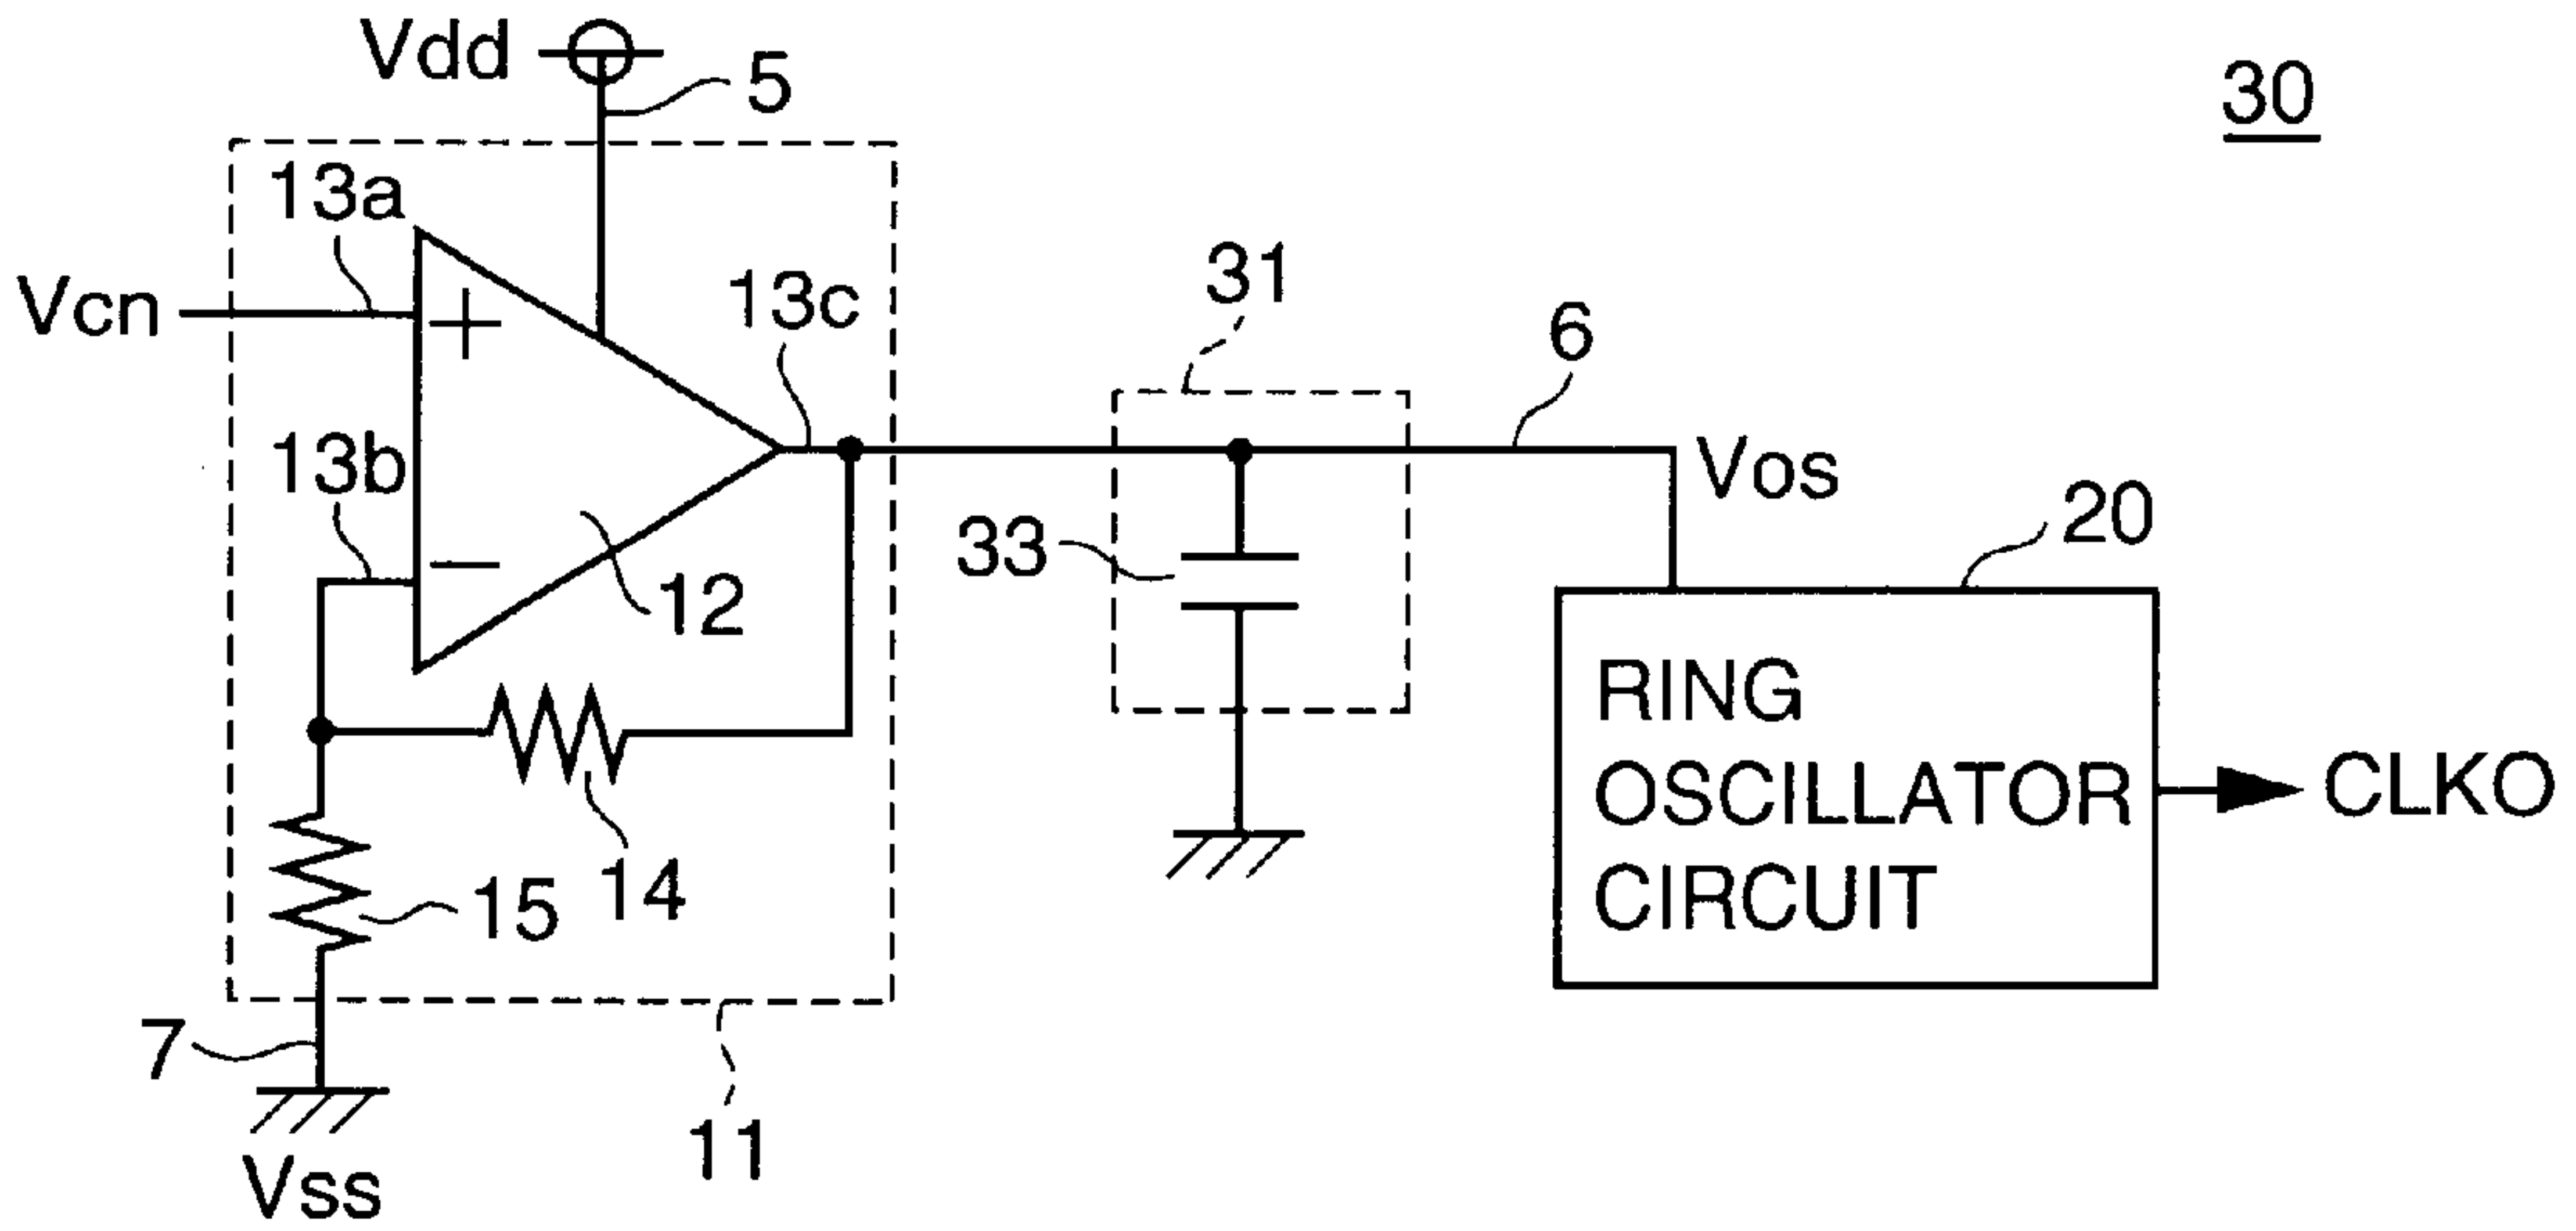 Vdd
5
30
13a
Vcn
+
13c
31
6
13b
Vos
33
20
−
12
RING
OSCILLATOR
CIRCUIT
CLKO
14
15
7
11
Vss